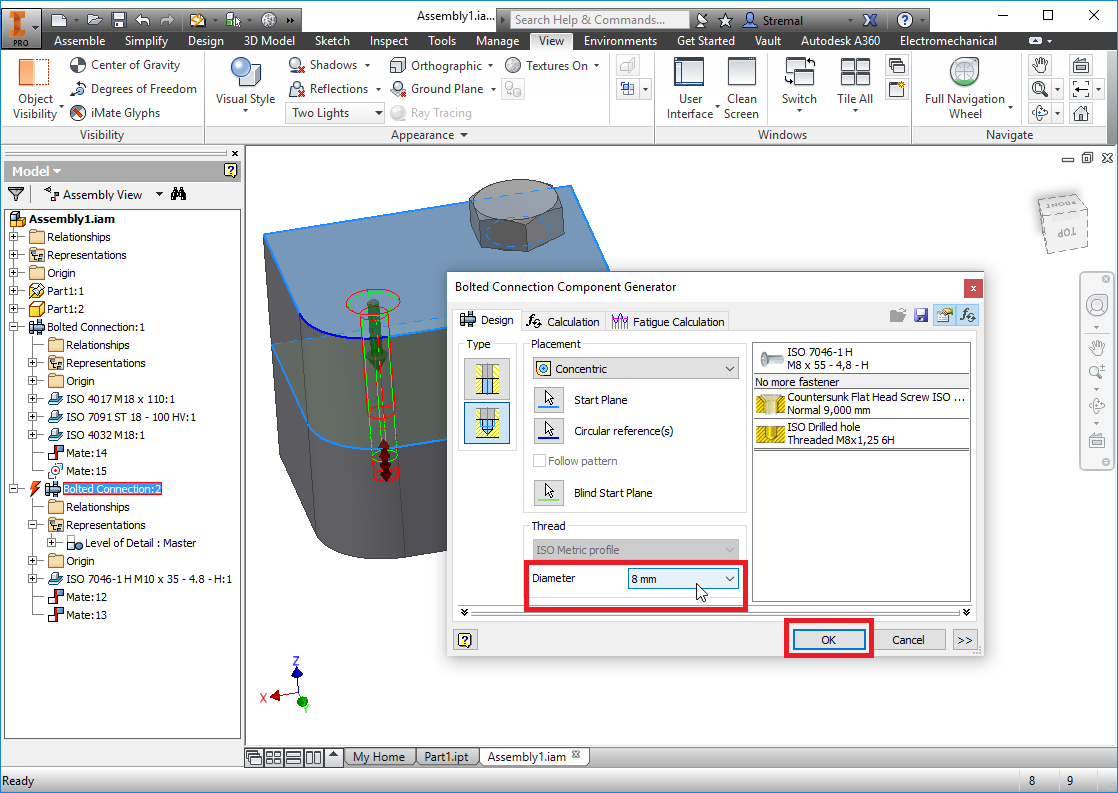 PRO
Assembly1.ia...
Search Help & Commands...
Stremal
Assemble Simplify Design 3D Model Sketch Inspect Tools Manage View Environments Get Started Vault Autodesk A360 Electromechanical
Object Visibility
Center of Gravity
Degrees of Freedom
iMate Glyphs
Visibility
Visual Style
Shadows
Reflections
Two Lights
Orthographic
Ground Plane
Ray Tracing
Textures On
Appearance
User Interface
Clean Screen
Switch
Tile All
Windows
Full Navigation Wheel
Navigate
Model
Assembly View
Assembly1.iam
Relationships
Representations
Origin
Part1:1
Part1:2
Bolted Connection:1
Relationships
Representations
Origin
ISO 4017 M18 x 110:1
ISO 7091 ST 18 - 100 HV:1
ISO 4032 M18:1
Mate:14
Mate:15
Bolted Connection:2
Relationships
Representations
Level of Detail : Master
Origin
ISO 7046-1 H M10 x 35 - 4.8 - H:1
Mate:12
Mate:13
FRONT
TOP
Z
X
Y
Bolted Connection Component Generator
Design
Calculation
Fatigue Calculation
Type
Placement
Concentric
Start Plane
Circular reference(s)
Follow pattern
Blind Start Plane
Thread
ISO Metric profile
Diameter
8 mm
ISO 7046-1 H
M8 x 55 - 4,8 - H
No more fastener
Countersunk Flat Head Screw ISO ...
Normal 9,000 mm
ISO Drilled hole
Threaded M8x1,25 6H
OK
Cancel
>>
My Home
Part1.ipt
Assembly1.iam
Ready
8
9